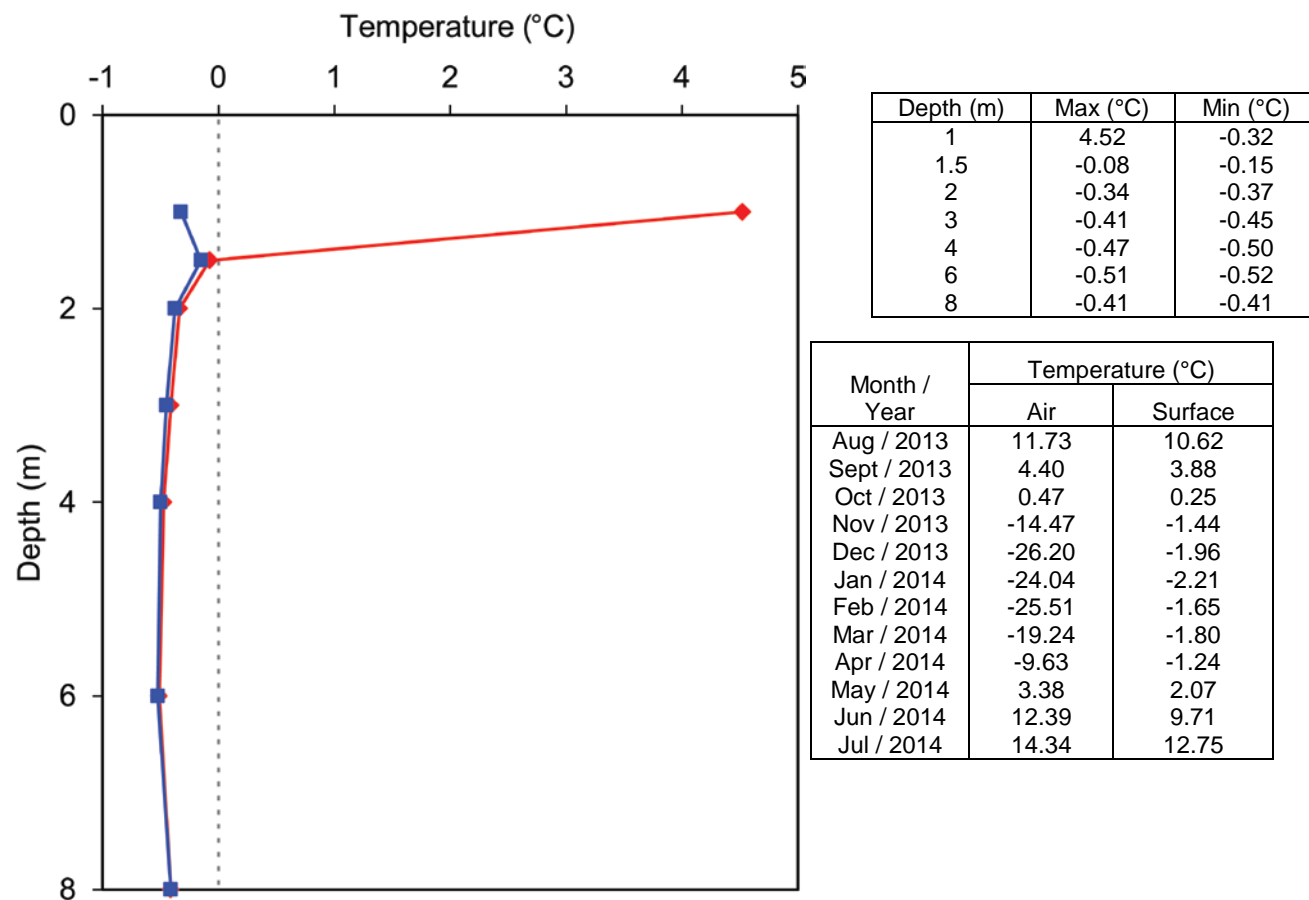 Temperature (°C)
-1 0 1 2 3 4 5
0
2
4
6
8
Depth (m)
Depth (m) Max (°C) Min (°C)
1 4.52 -0.32
1.5 -0.08 -0.15
2 -0.34 -0.37
3 -0.41 -0.45
4 -0.47 -0.50
6 -0.51 -0.52
8 -0.41 -0.41
Month / Year Temperature (°C)
Air Surface
Aug / 2013 11.73 10.62
Sept / 2013 4.40 3.88
Oct / 2013 0.47 0.25
Nov / 2013 -14.47 -1.44
Dec / 2013 -26.20 -1.96
Jan / 2014 -24.04 -2.21
Feb / 2014 -25.51 -1.65
Mar / 2014 -19.24 -1.80
Apr / 2014 -9.63 -1.24
May / 2014 3.38 2.07
Jun / 2014 12.39 9.71
Jul / 2014 14.34 12.75